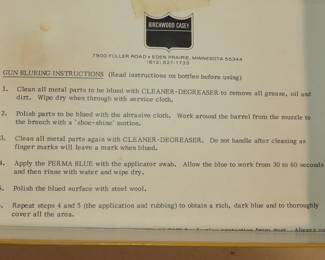 BIRCHWOOD CASEY
7900 FULLER ROAD • EDEN PRAIRIE, MINNESOTA 55344
(612) 927-1733
GUN BLUEING INSTRUCTIONS (Read instructions on bottles before using)
1. Clean all metal parts to be blued with CLEANER-DEGREASER to remove all grease, oil and
dirt. Wipe dry when through with service cloth.
2. Polish parts to be blued with the abrasive cloth. Work around the barrel from the muzzle to
the breech with a 'shoe-shine' motion.
3. Clean all metal parts again with CLEANER-DEGREASER. Do not handle after cleaning as
finger marks will leave a mark when blued.
4. Apply the PERMA BLUE with the applicator swab. Allow the blue to work from 30 to 60 seconds
and then rinse with water and wipe dry.
Polish the blued surface with steel wool.
Repeat steps 4 and 5 (the application and rubbing) to obtain a rich, dark blue and to thoroughly
cover all the area.